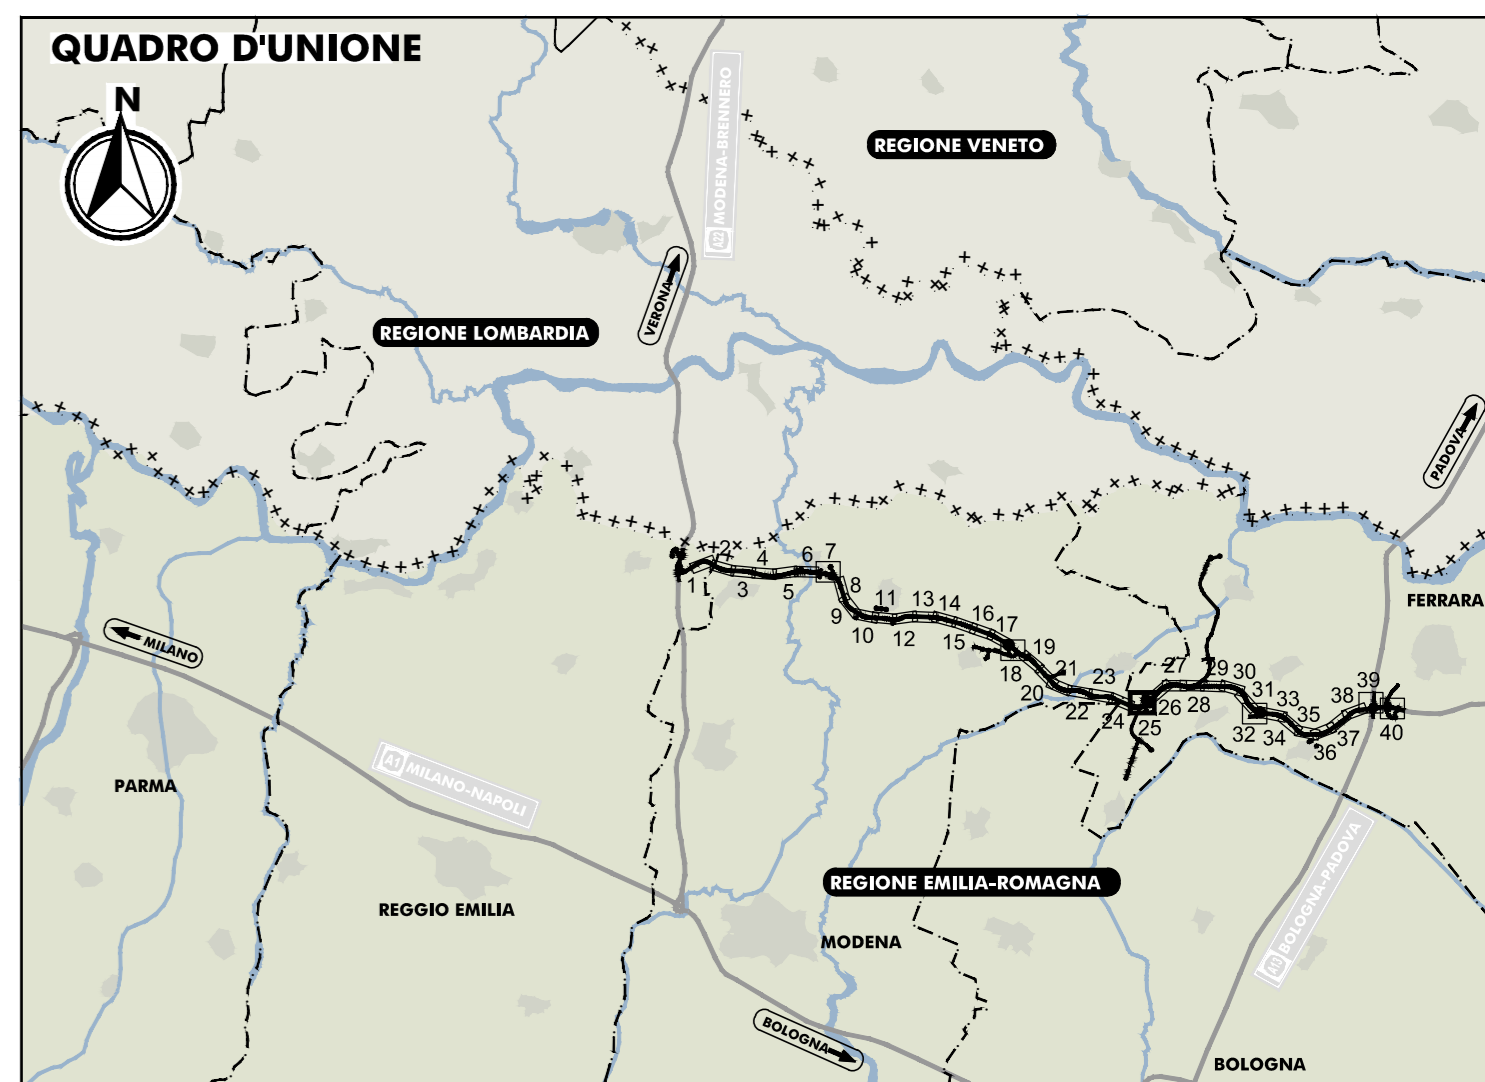 QUADRO D'UNIONE
N
A22 MODENA-BRENNERO
REGIONE VENETO
VERONA
REGIONE LOMBARDIA
PADOVA
FERRARA
MILANO
1
2
3
4
5
6
7
8
9
10
11
12
13
14
15
16
17
18
19
20
21
22
23
24
25
26
27
28
29
30
31
32
33
34
35
36
37
38
39
40
A1 MILANO-NAPOLI
PARMA
REGGIO EMILIA
REGIONE EMILIA-ROMAGNA
A13 BOLOGNA-PADOVA
MODENA
BOLOGNA
BOLOGNA